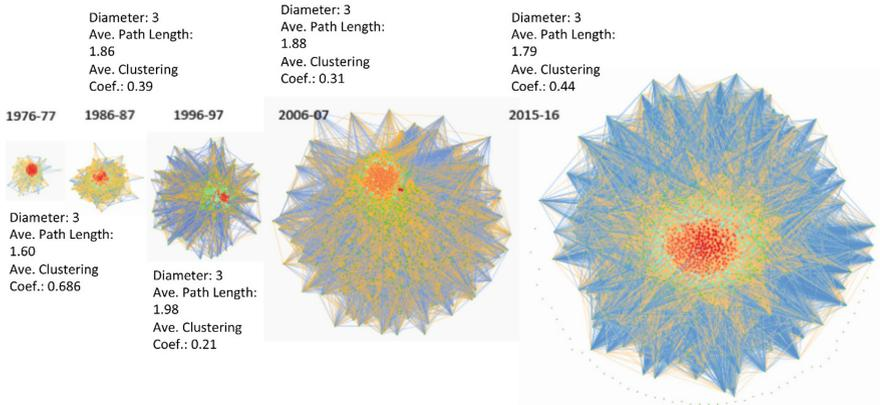 Diameter: 3
Ave. Path Length:
1.86
Ave. Clustering
Coef.: 0.39
Diameter: 3
Ave. Path Length:
1.88
Ave. Clustering
Coef.: 0.31
Diameter: 3
Ave. Path Length:
1.79
Ave. Clustering
Coef.: 0.44
1976-77
1986-87
1996-97
2006-07
2015-16
Diameter: 3
Ave. Path Length:
1.60
Ave. Clustering
Coef.: 0.686
Diameter: 3
Ave. Path Length:
1.98
Ave. Clustering
Coef.: 0.21